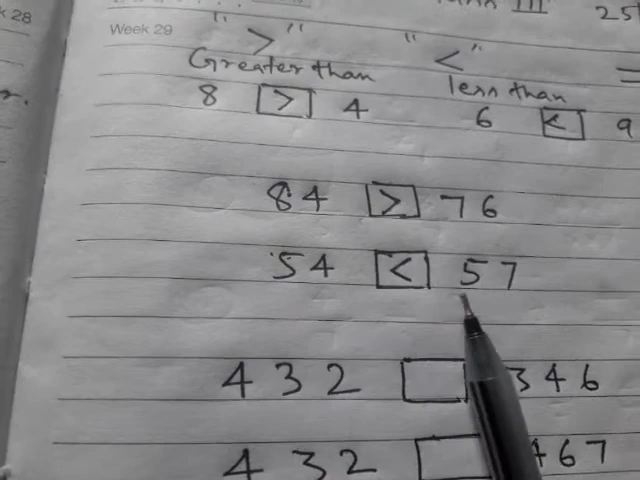 28
Week 29
III 25
">" "<" =
Greater than less than
8 > 4 6 < 9
84 > 76
54 < 57
432 346
432 467